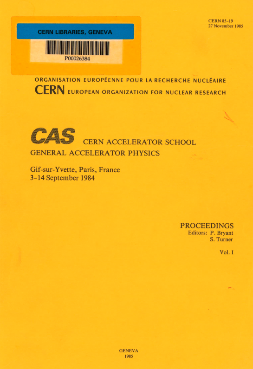 CERN 85-19
27 November 1985
CERN LIBRARIES, GENEVA
P00026384
ORGANISATION EUROPÉENNE POUR LA RECHERCHE NUCLÉAIRE
CERN EUROPEAN ORGANIZATION FOR NUCLEAR RESEARCH
CAS CERN ACCELERATOR SCHOOL
GENERAL ACCELERATOR PHYSICS
Gif-sur-Yvette, Paris, France
3–14 September 1984
PROCEEDINGS
Editors: P. Bryant
S. Turner
Vol. I
GENEVA
1985